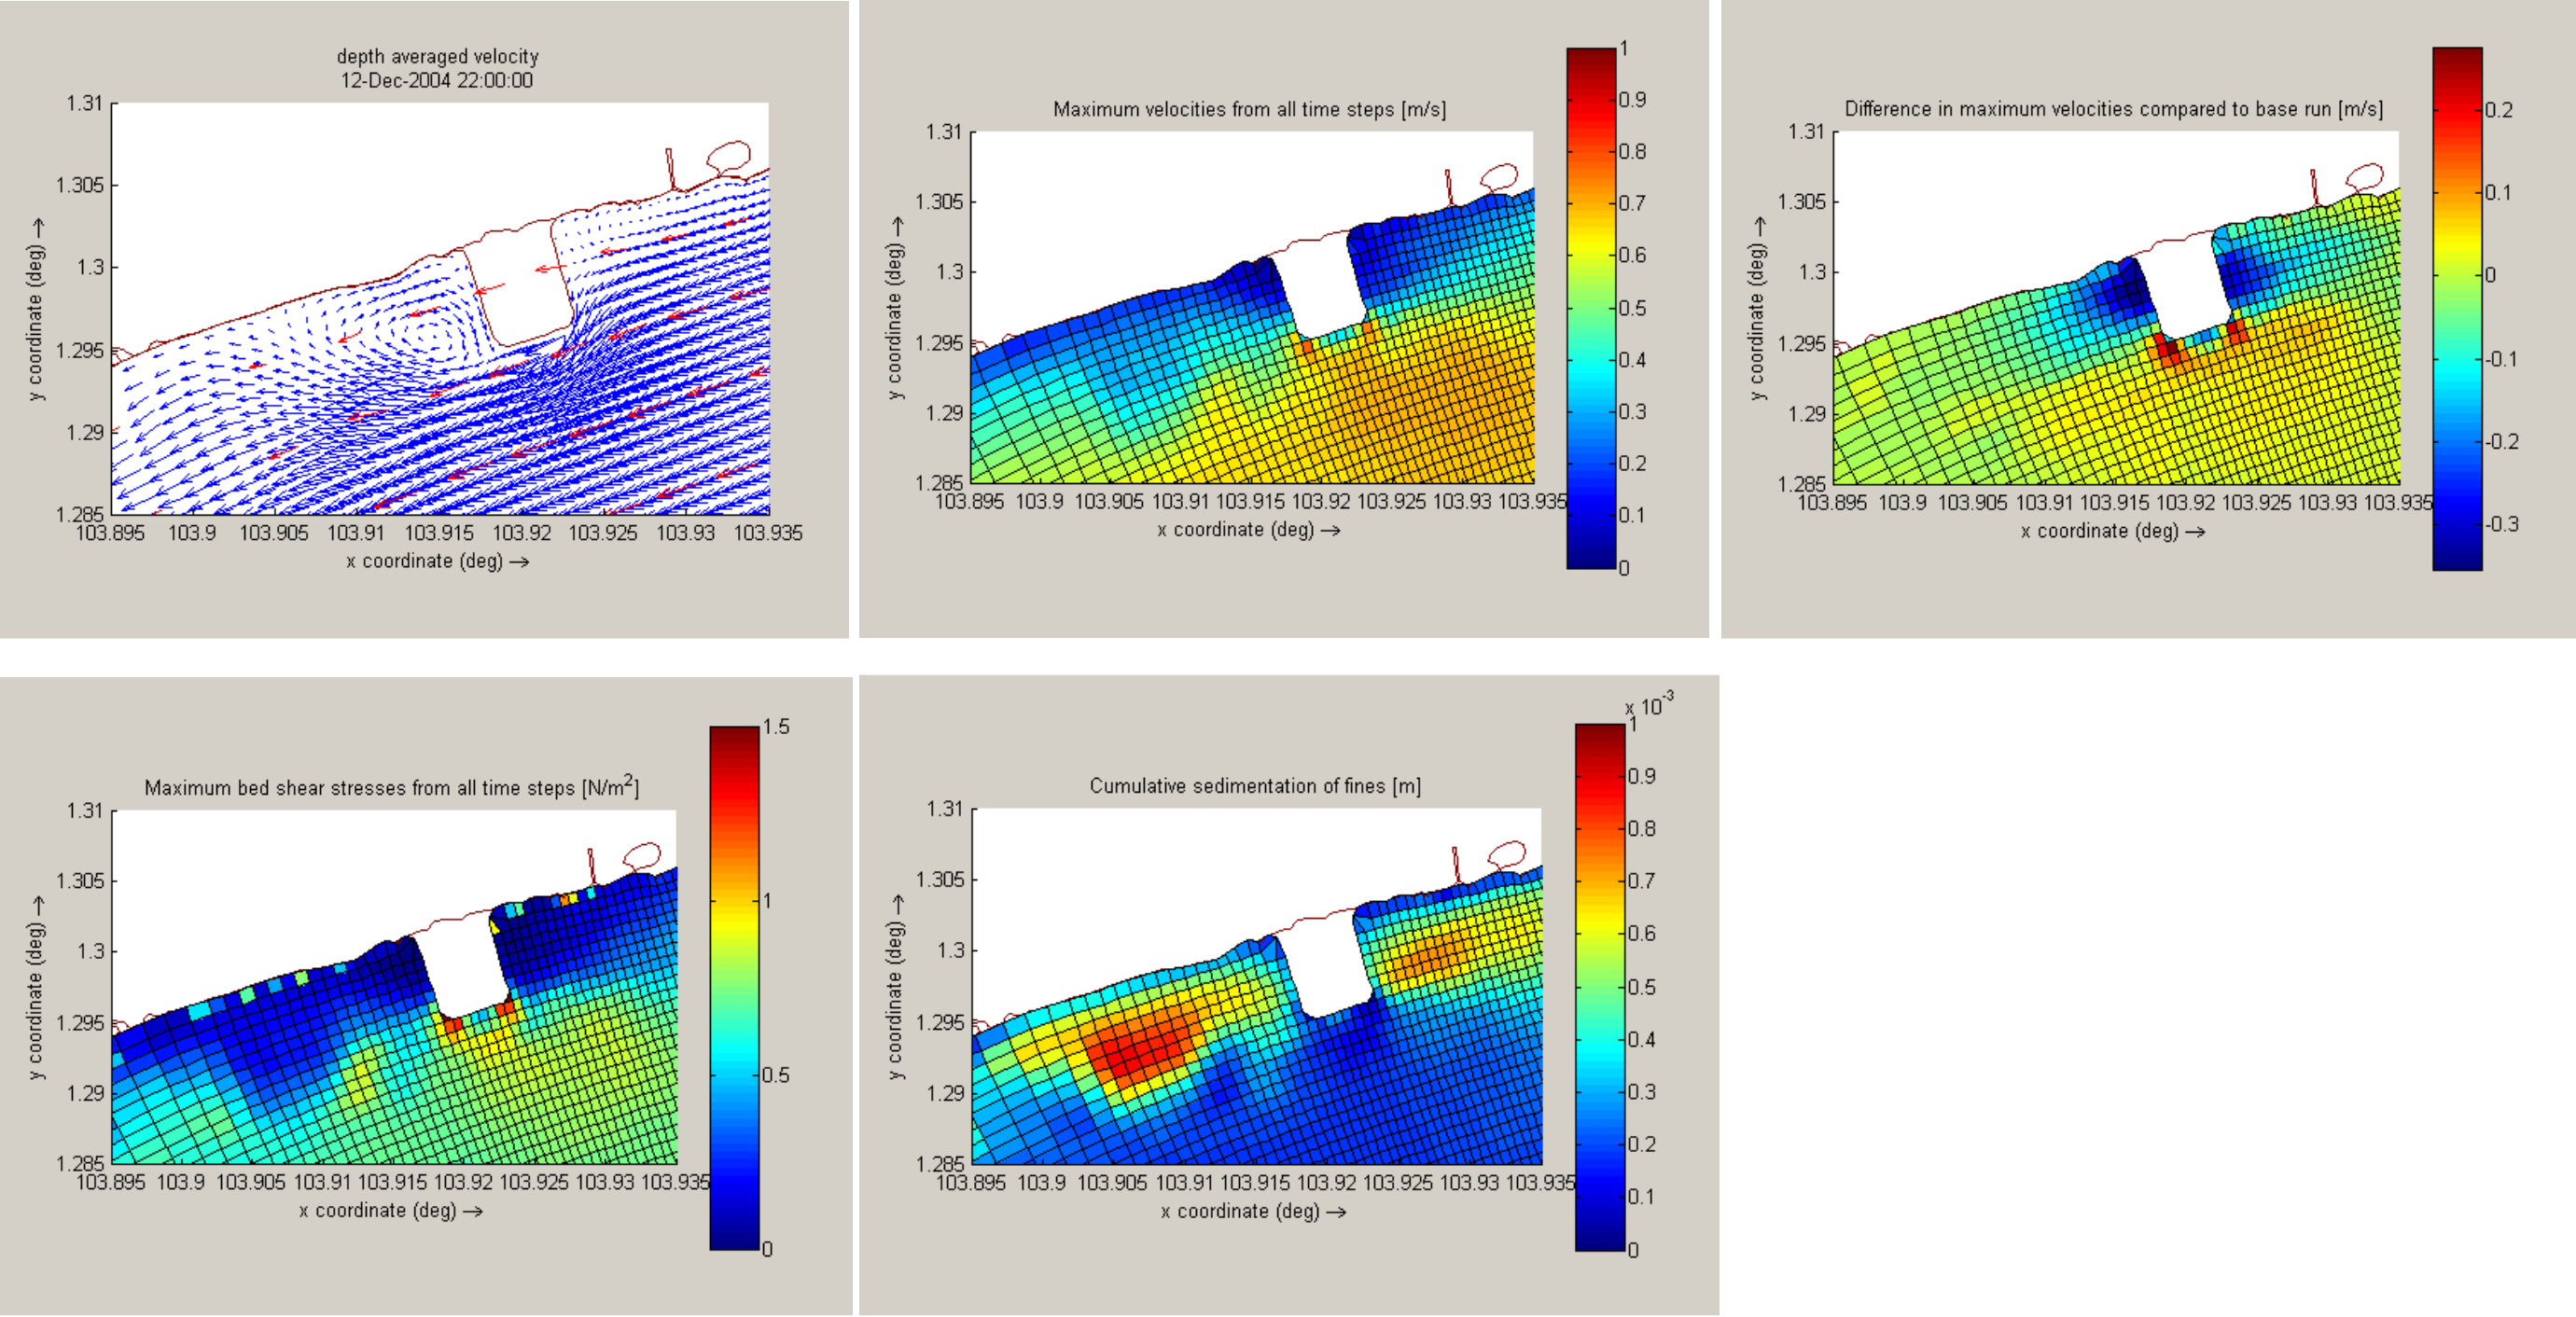 depth averaged velocity
12-Dec-2004 22:00:00
1.31
1.305
1.3
1.295
1.29
1.285
y coordinate (deg) →
103.895 103.9 103.905 103.91 103.915 103.92 103.925 103.93 103.935
x coordinate (deg) →
Maximum velocities from all time steps [m/s]
1.31
1.305
1.3
1.295
1.29
1.285
y coordinate (deg) →
103.895 103.9 103.905 103.91 103.915 103.92 103.925 103.93 103.935
x coordinate (deg) →
1
0.9
0.8
0.7
0.6
0.5
0.4
0.3
0.2
0.1
0
Difference in maximum velocities compared to base run [m/s]
1.31
1.305
1.3
1.295
1.29
1.285
y coordinate (deg) →
103.895 103.9 103.905 103.91 103.915 103.92 103.925 103.93 103.935
x coordinate (deg) →
0.2
0.1
0
-0.1
-0.2
-0.3
Maximum bed shear stresses from all time steps [N/m²]
1.31
1.305
1.3
1.295
1.29
1.285
y coordinate (deg) →
103.895 103.9 103.905 103.91 103.915 103.92 103.925 103.93 103.935
x coordinate (deg) →
1.5
1
0.5
0
Cumulative sedimentation of fines [m]
1.31
1.305
1.3
1.295
1.29
1.285
y coordinate (deg) →
103.895 103.9 103.905 103.91 103.915 103.92 103.925 103.93 103.935
x coordinate (deg) →
x 10⁻³
1
0.9
0.8
0.7
0.6
0.5
0.4
0.3
0.2
0.1
0